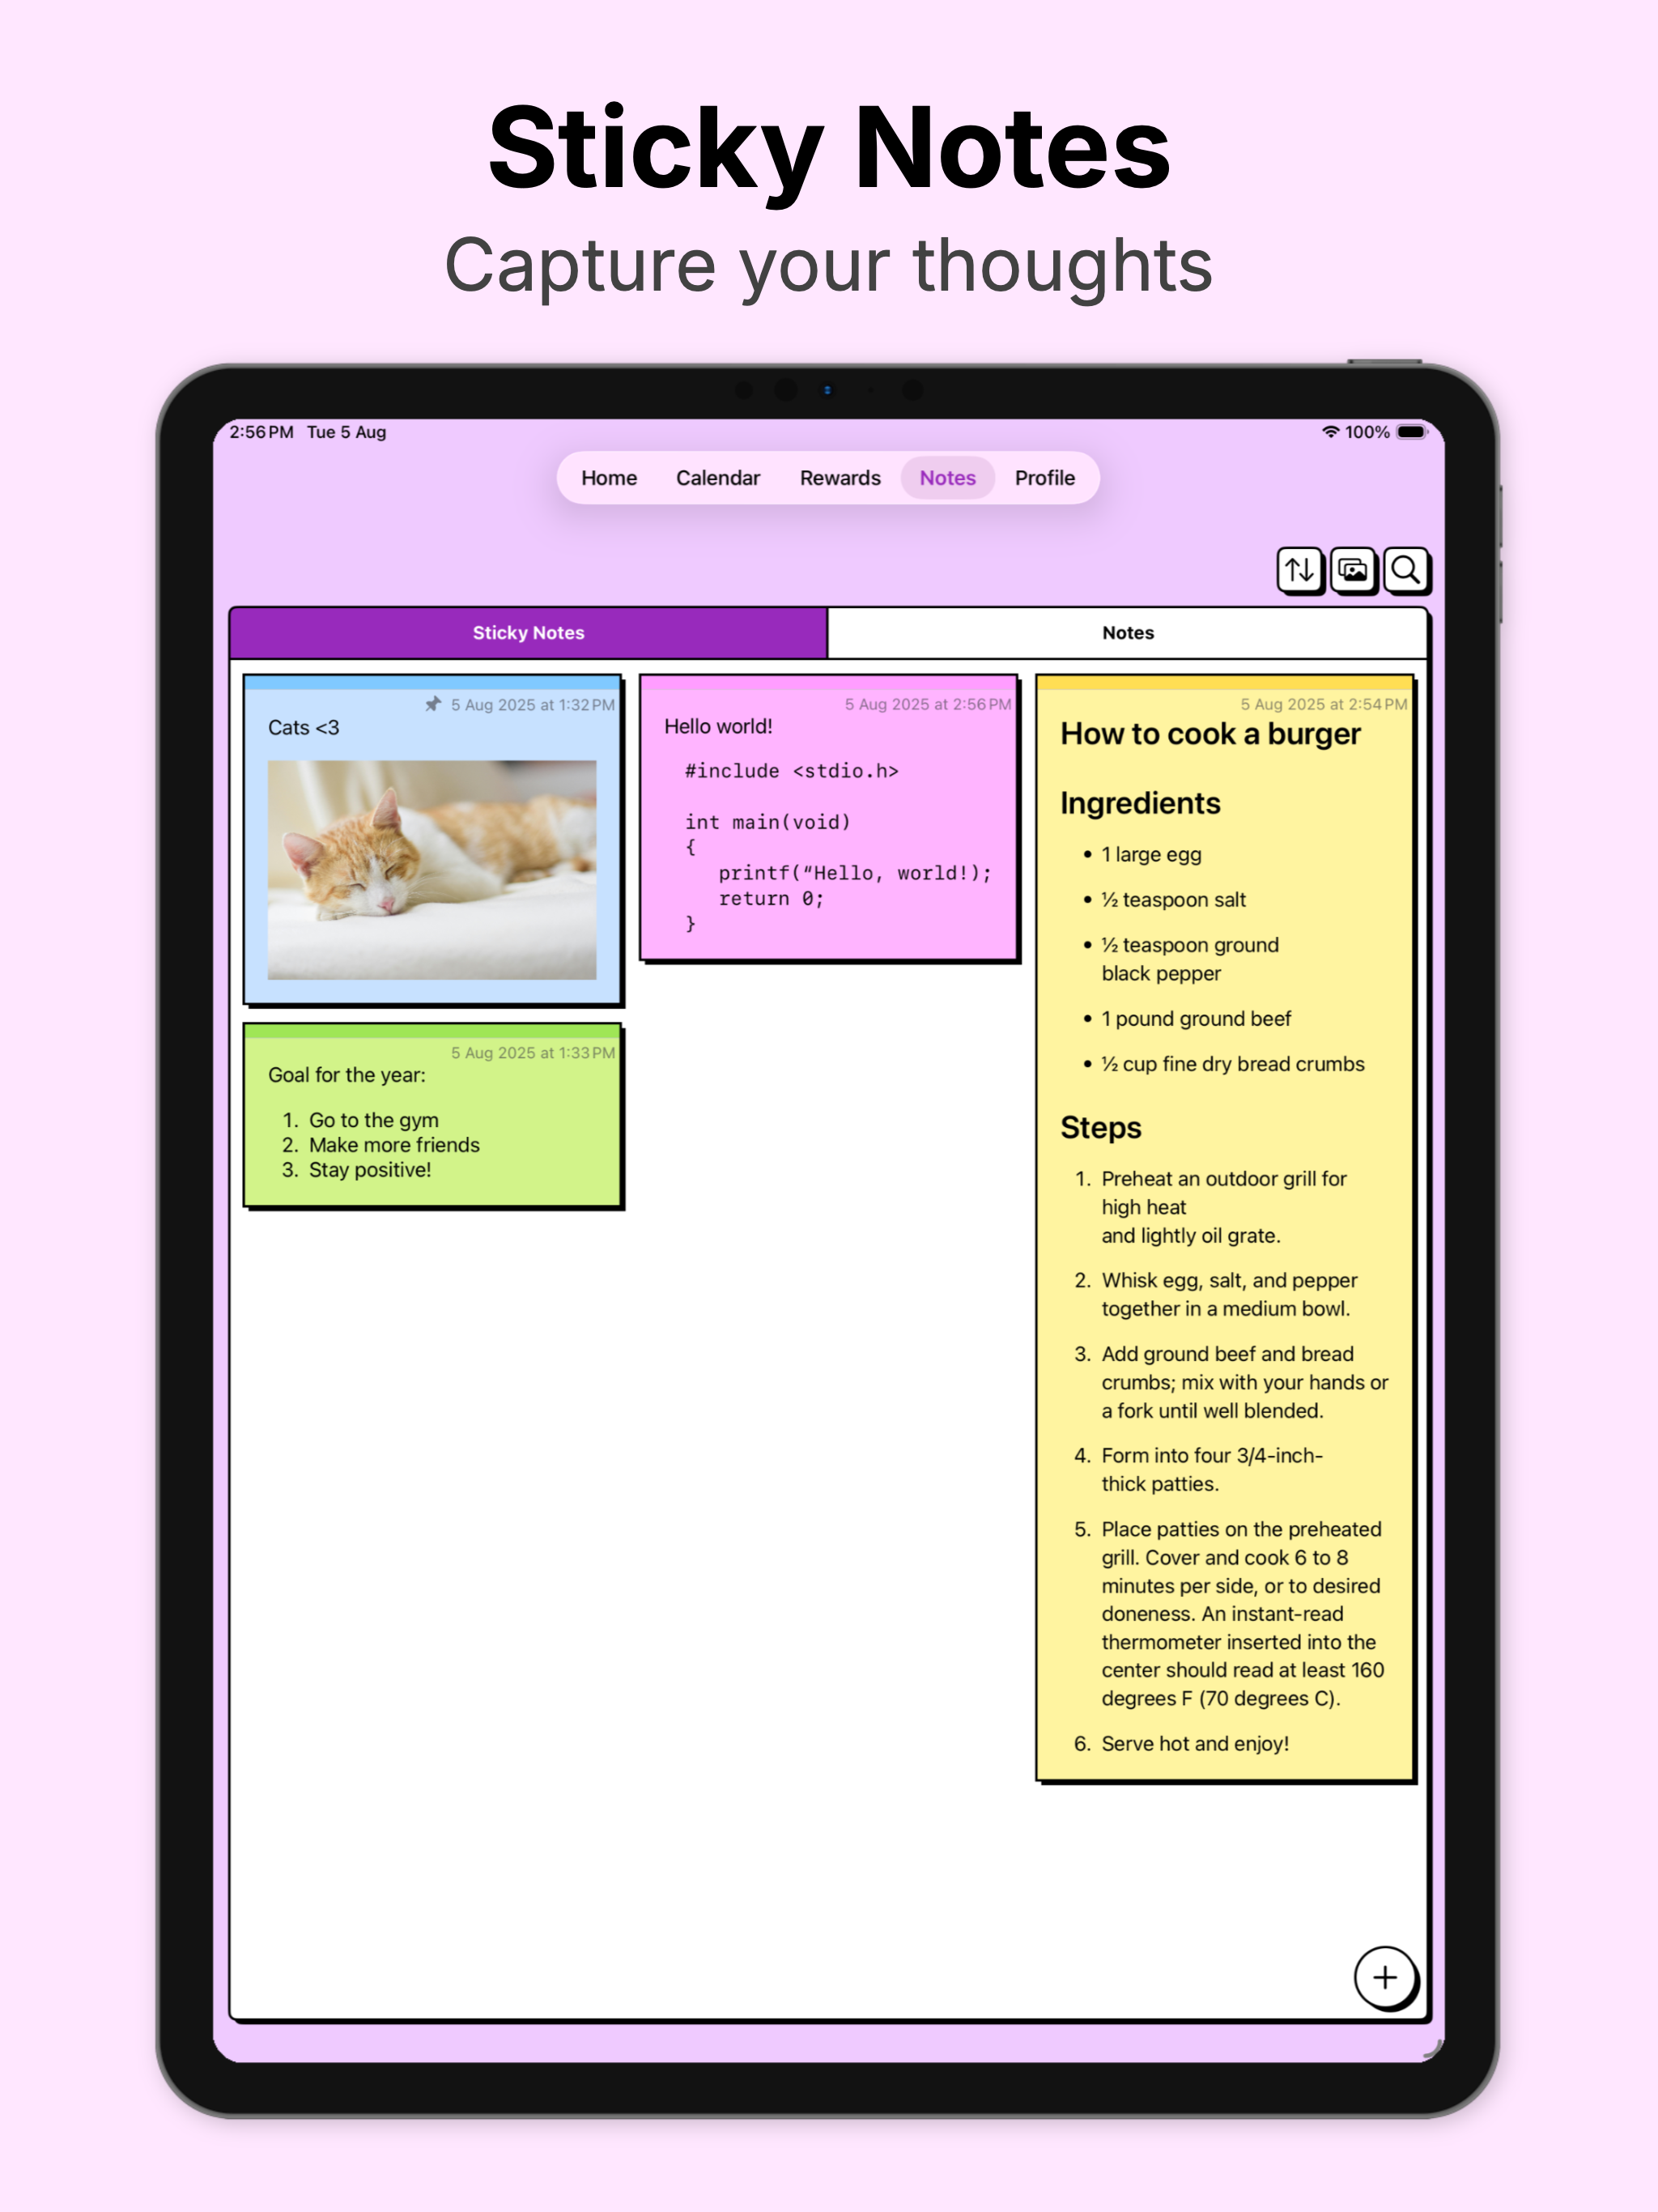 Sticky Notes
Capture your thoughts
2:56 PM Tue 5 Aug
100%
Home Calendar Rewards Notes Profile
Sticky Notes
Notes
5 Aug 2025 at 1:32 PM
Cats <3
5 Aug 2025 at 1:33 PM
Goal for the year:
1. Go to the gym
2. Make more friends
3. Stay positive!
5 Aug 2025 at 2:56 PM
Hello world!
#include <stdio.h>
int main(void)
{
printf(“Hello, world!);
return 0;
}
5 Aug 2025 at 2:54 PM
How to cook a burger
Ingredients
• 1 large egg
• ½ teaspoon salt
• ½ teaspoon ground
black pepper
• 1 pound ground beef
• ½ cup fine dry bread crumbs
Steps
1. Preheat an outdoor grill for
high heat
and lightly oil grate.
2. Whisk egg, salt, and pepper
together in a medium bowl.
3. Add ground beef and bread
crumbs; mix with your hands or
a fork until well blended.
4. Form into four 3/4-inch-
thick patties.
5. Place patties on the preheated
grill. Cover and cook 6 to 8
minutes per side, or to desired
doneness. An instant-read
thermometer inserted into the
center should read at least 160
degrees F (70 degrees C).
6. Serve hot and enjoy!